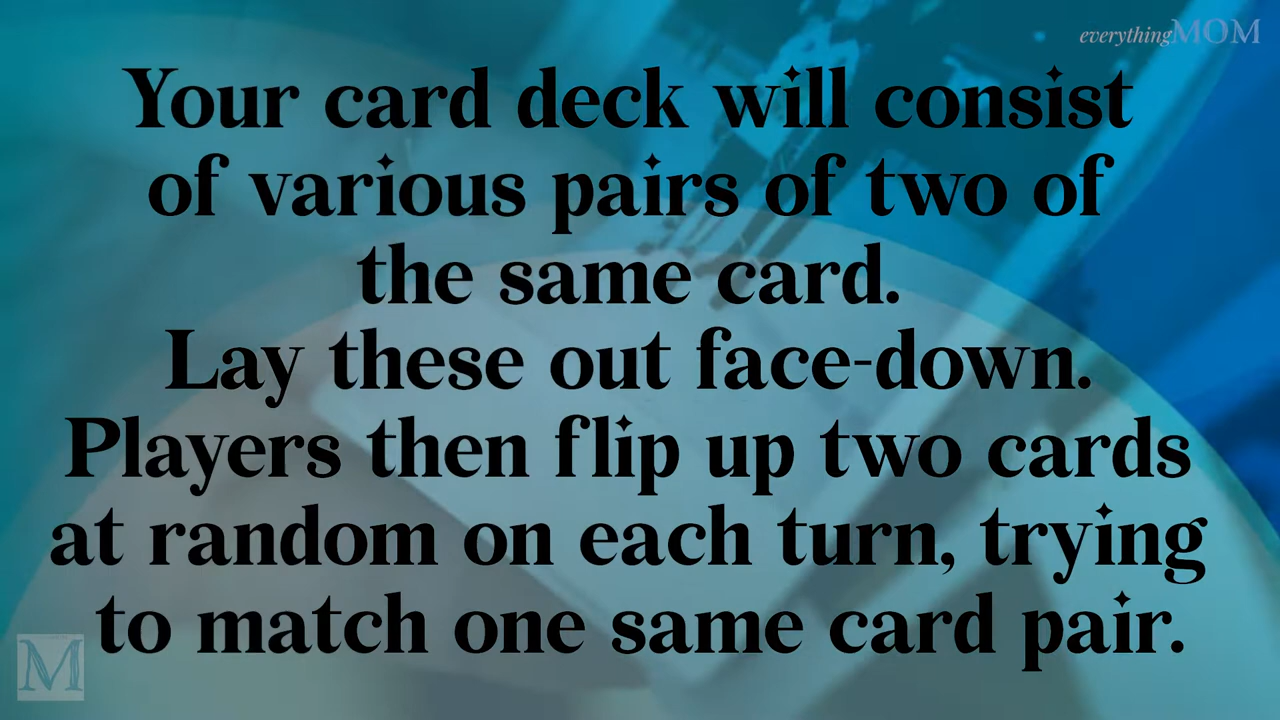 everythingMOM
Your card deck will consist
of various pairs of two of
the same card.
Lay these out face-down.
Players then flip up two cards
at random on each turn, trying
to match one same card pair.
M